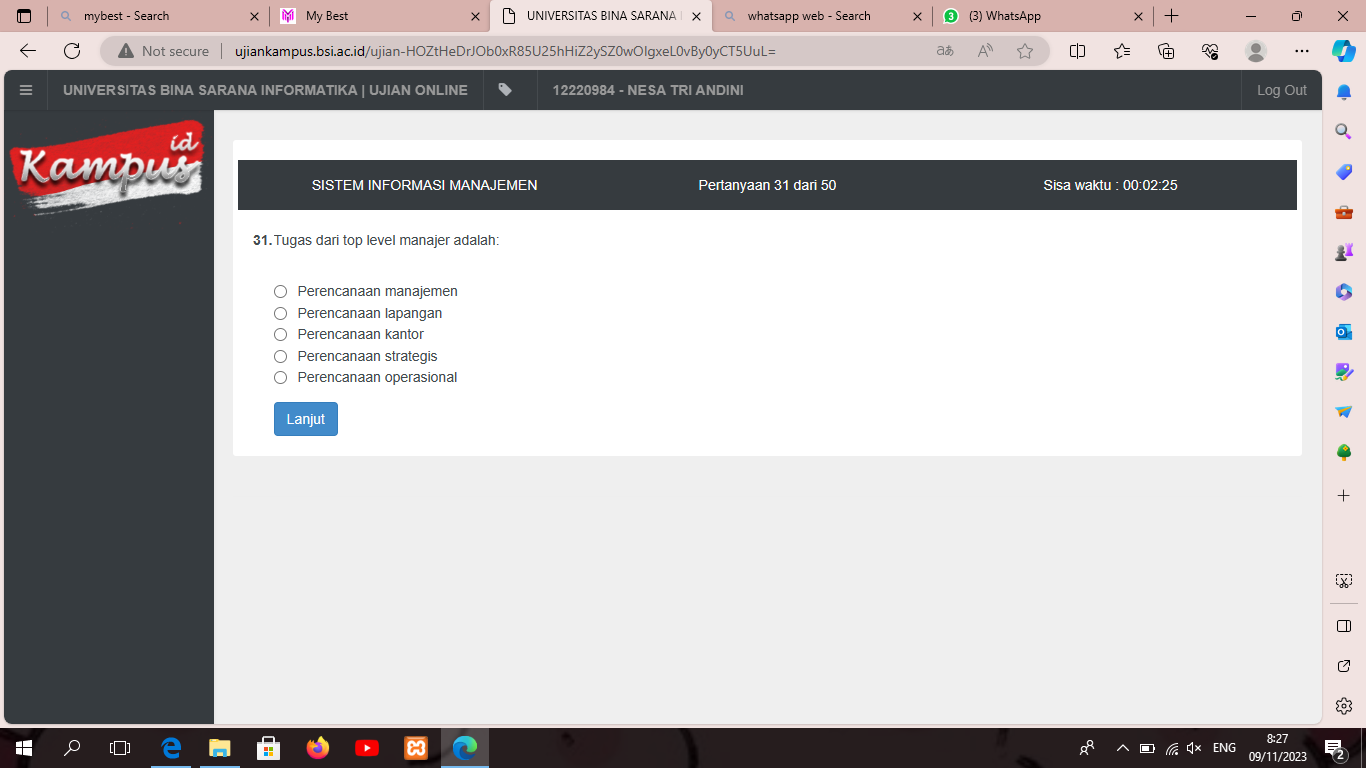 mybest - Search
My Best
UNIVERSITAS BINA SARANA
whatsapp web - Search
3
(3) WhatsApp
Not secure
ujiankampus.bsi.ac.id/ujian-HOZtHeDrJOb0xR85U25hHiZ2ySZ0wOIgxeL0vBy0yCT5UuL=
UNIVERSITAS BINA SARANA INFORMATIKA | UJIAN ONLINE
12220984 - NESA TRI ANDINI
Log Out
Kampus id
SISTEM INFORMASI MANAJEMEN
Pertanyaan 31 dari 50
Sisa waktu : 00:02:25
31. Tugas dari top level manajer adalah:
Perencanaan manajemen
Perencanaan lapangan
Perencanaan kantor
Perencanaan strategis
Perencanaan operasional
Lanjut
ENG
8:27
09/11/2023
2